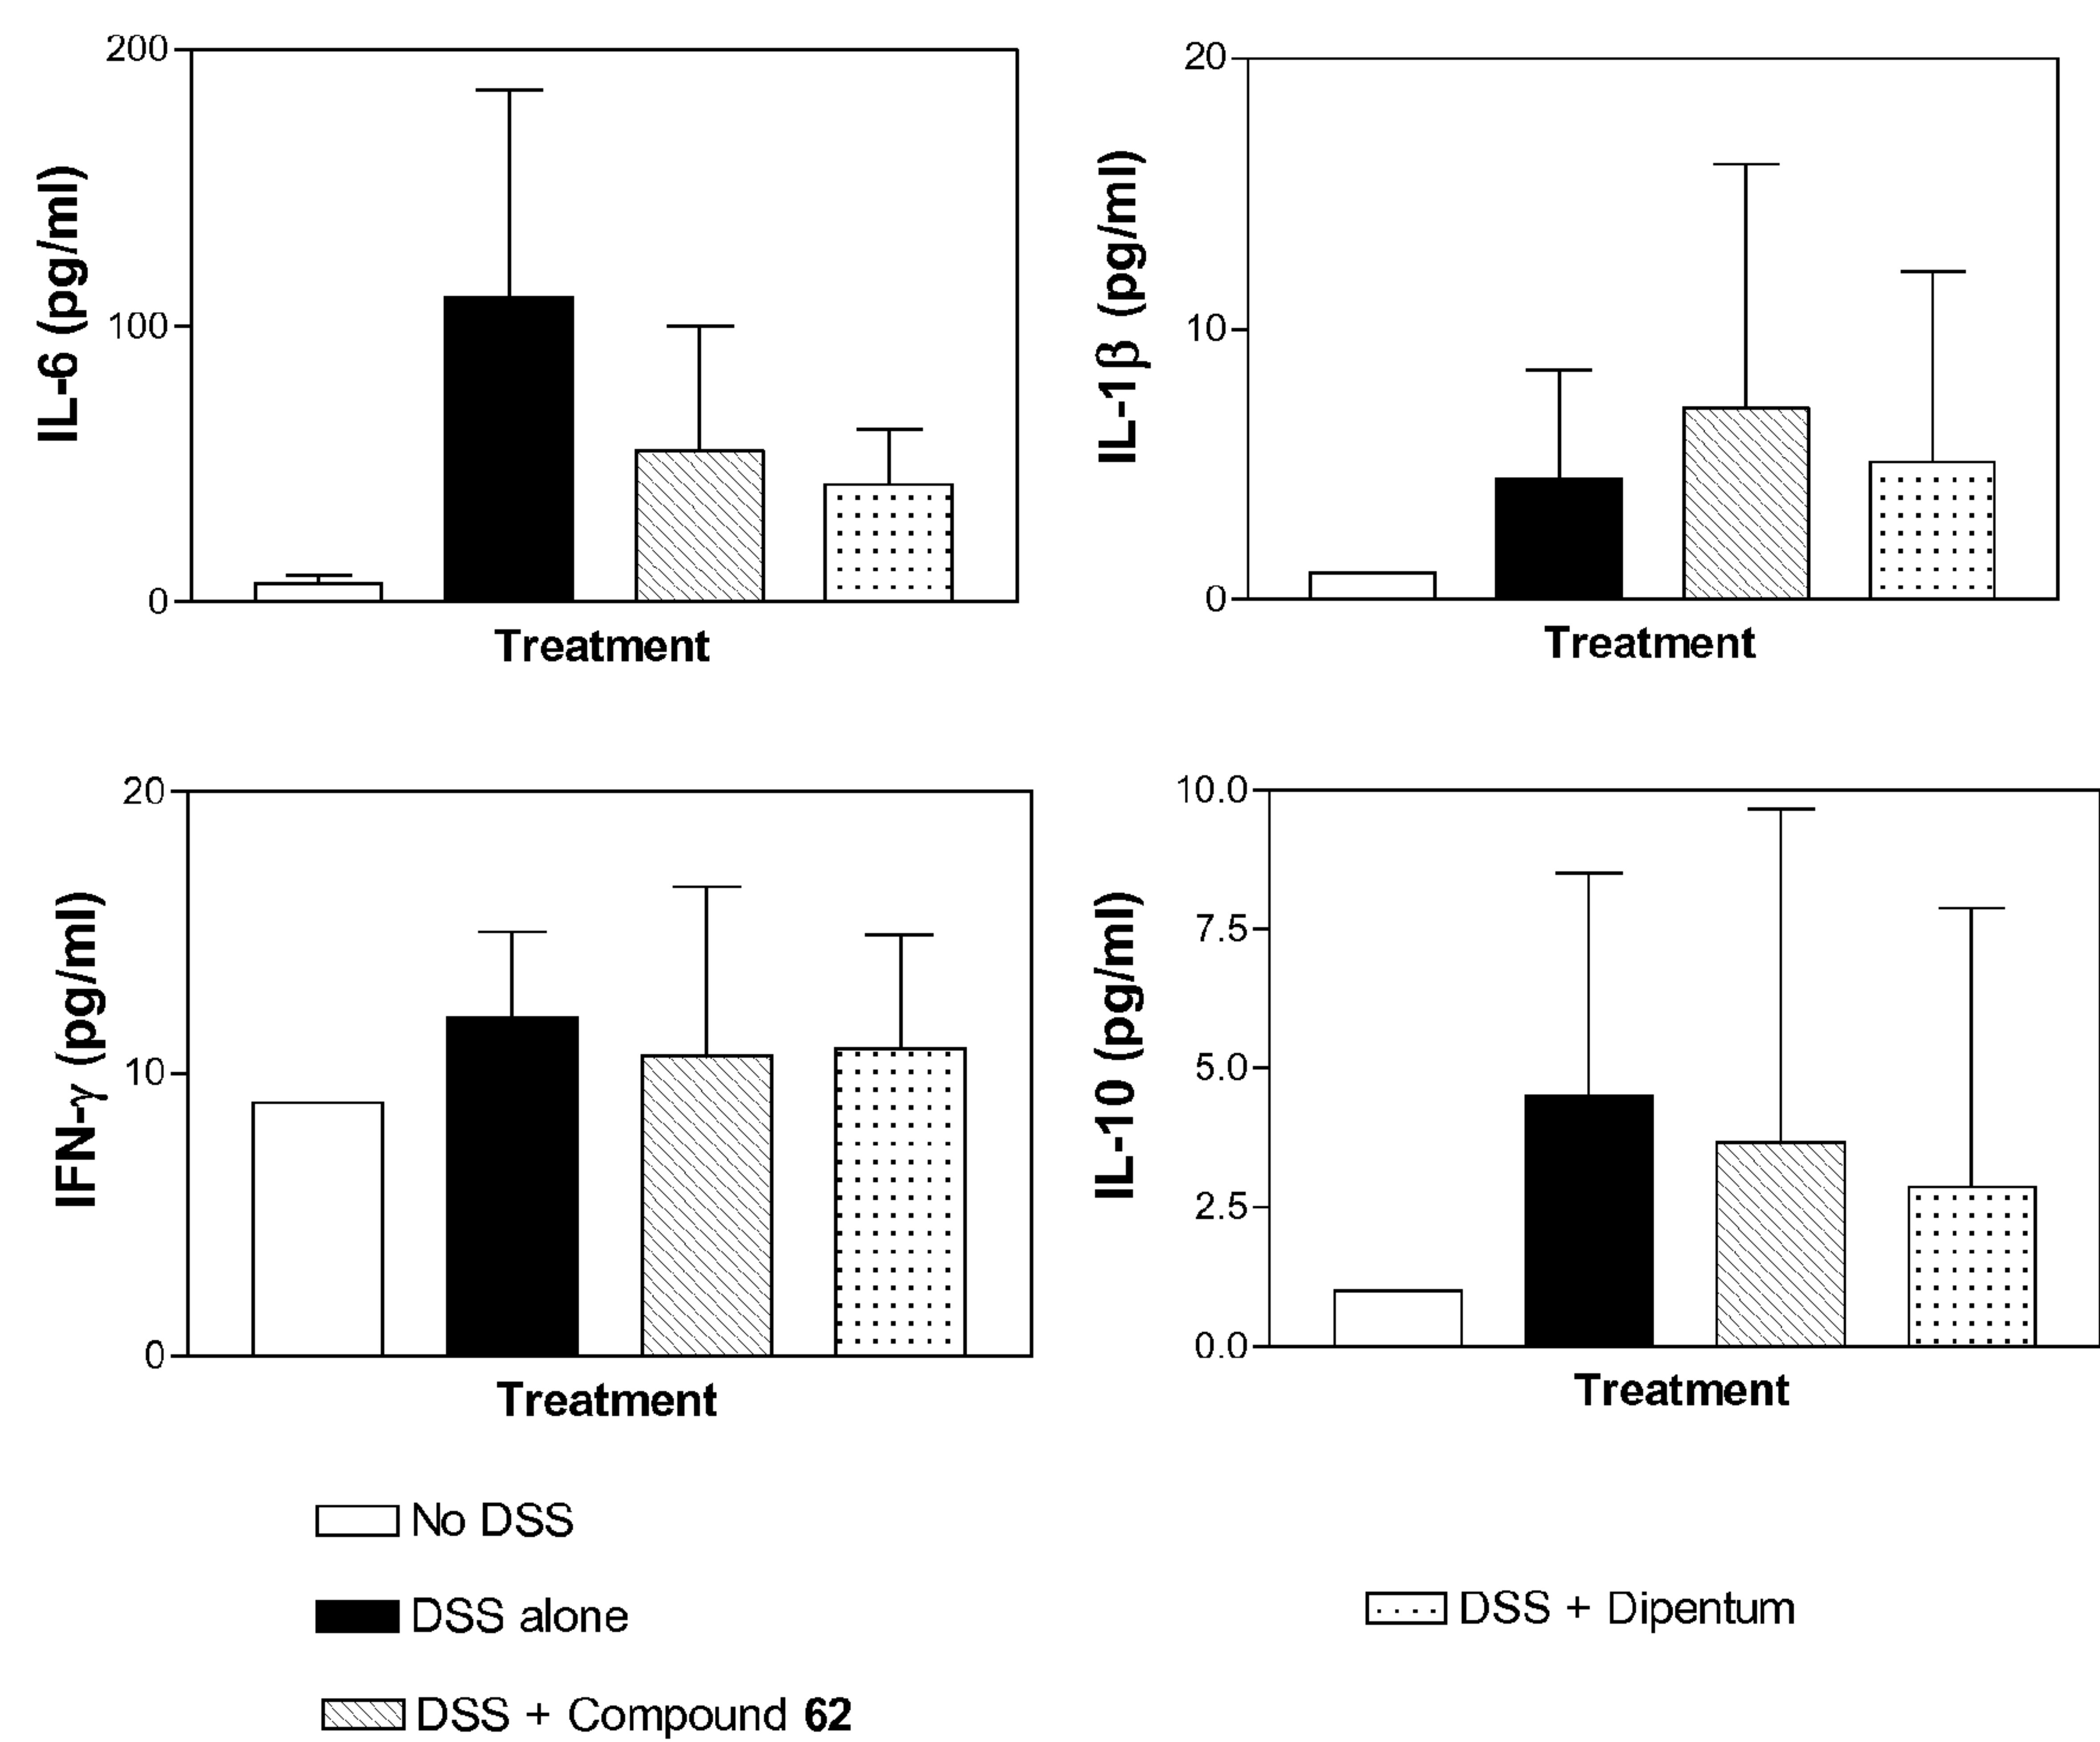 200
100
0
IL-6 (pg/ml)
Treatment
20
10
0
IL-1β (pg/ml)
Treatment
20
10
0
IFN-γ (pg/ml)
Treatment
10.0
7.5
5.0
2.5
0.0
IL-10 (pg/ml)
Treatment
No DSS
DSS alone
DSS + Compound 62
DSS + Dipentum